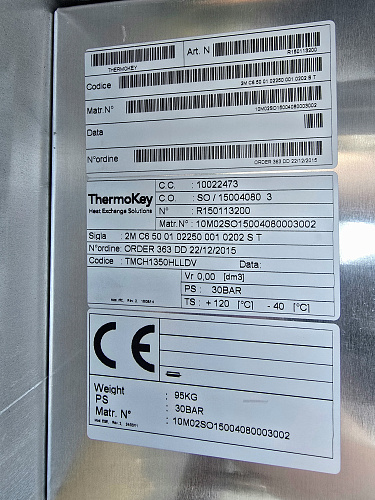 THERMOKEY
Art. N
R150113200
Codice
2M C6 50 01 02250 001 0202 S T
Matr.N°
10M02SO15004080003002
Data
N°ordine
ORDER 363 DD 22/12/2015
ThermoKey
Heat Exchange Solutions
C.C. : 10022473
C.O. : SO / 15004080 3
N° : R150113200
Matr.N° : 10M02SO15004080003002
Sigla : 2M C6 50 01 02250 001 0202 S T
N°ordine: ORDER 363 DD 22/12/2015
Codice : TMCH1350HLLDV Data:
Vr 0,00 [dm3]
PS : 30BAR
TS : +120 [°C] -40 [°C]
CE
Weight : 95KG
PS : 30BAR
Matr. N° : 10M02SO15004080003002